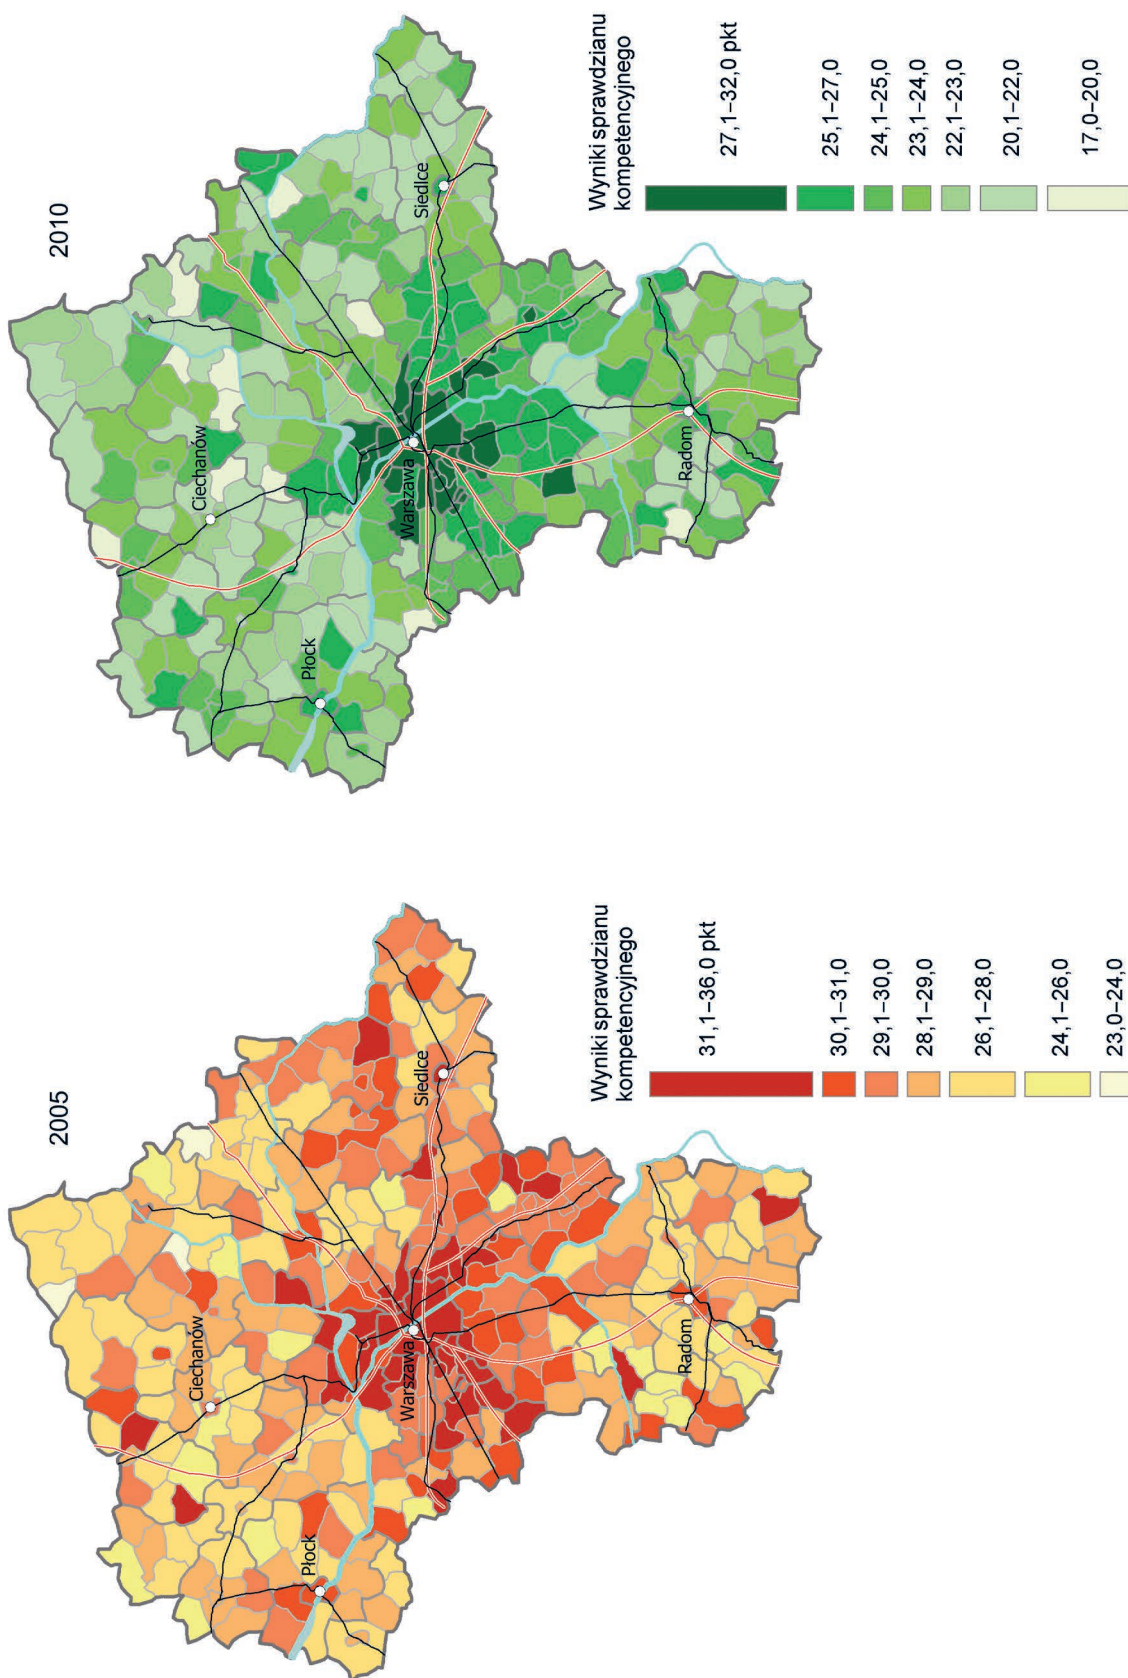 2005
Ciechanów
Płock
Warszawa
Siedlce
Radom
Wyniki sprawdzianu
kompetencyjnego
31,1–36,0 pkt
30,1–31,0
29,1–30,0
28,1–29,0
26,1–28,0
24,1–26,0
23,0–24,0
2010
Ciechanów
Płock
Warszawa
Siedlce
Radom
Wyniki sprawdzianu
kompetencyjnego
27,1–32,0 pkt
25,1–27,0
24,1–25,0
23,1–24,0
22,1–23,0
20,1–22,0
17,0–20,0